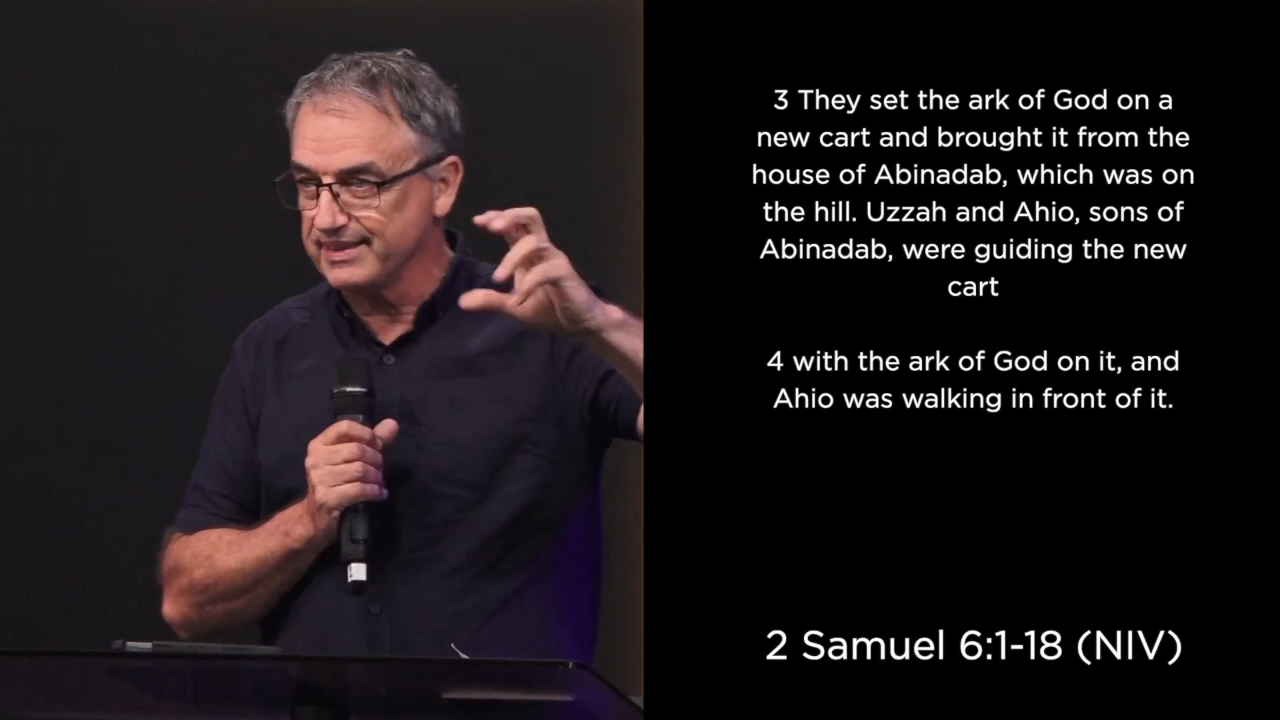 3 They set the ark of God on a
new cart and brought it from the
house of Abinadab, which was on
the hill. Uzzah and Ahio, sons of
Abinadab, were guiding the new
cart
4 with the ark of God on it, and
Ahio was walking in front of it.
2 Samuel 6:1-18 (NIV)